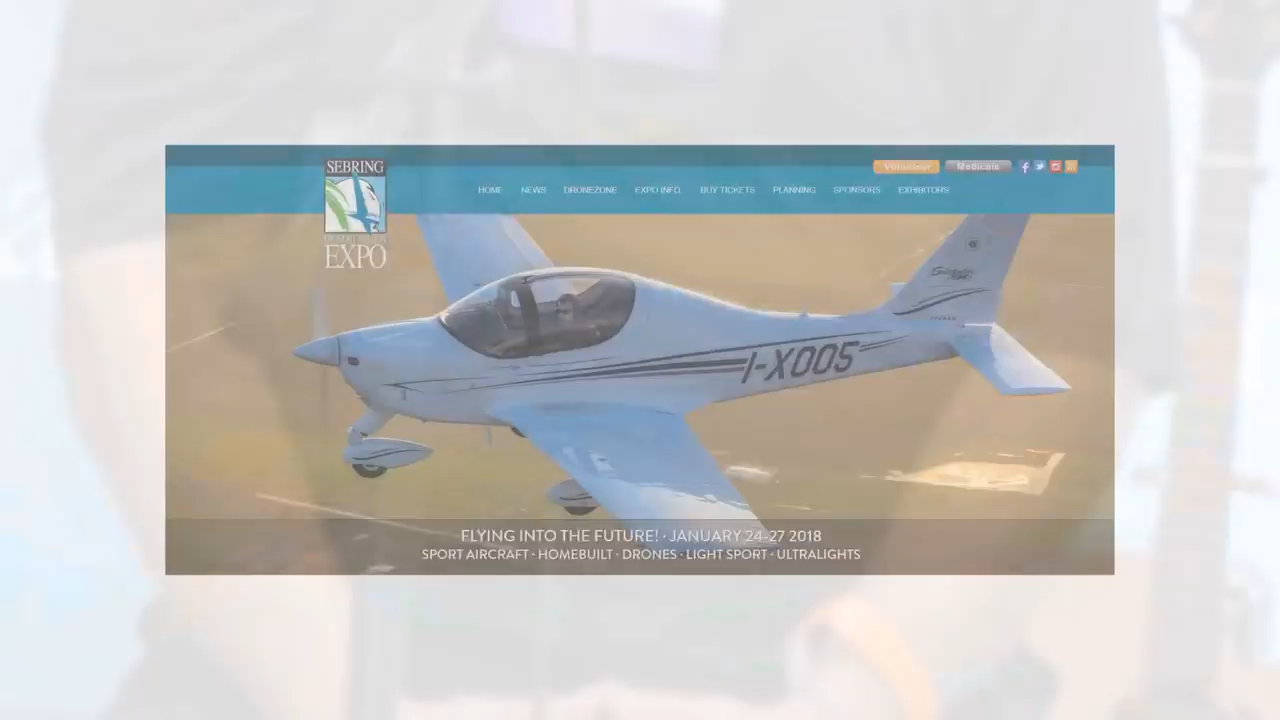 SEBRING
EXPO
Volunteer
Medicals
HOME NEWS DRONEZONE EXPO INFO. BUY TICKETS PLANNING SPONSORS EXHIBITORS
I-X005
FLYING INTO THE FUTURE! · JANUARY 24-27 2018
SPORT AIRCRAFT · HOMEBUILT · DRONES · LIGHT SPORT · ULTRALIGHTS